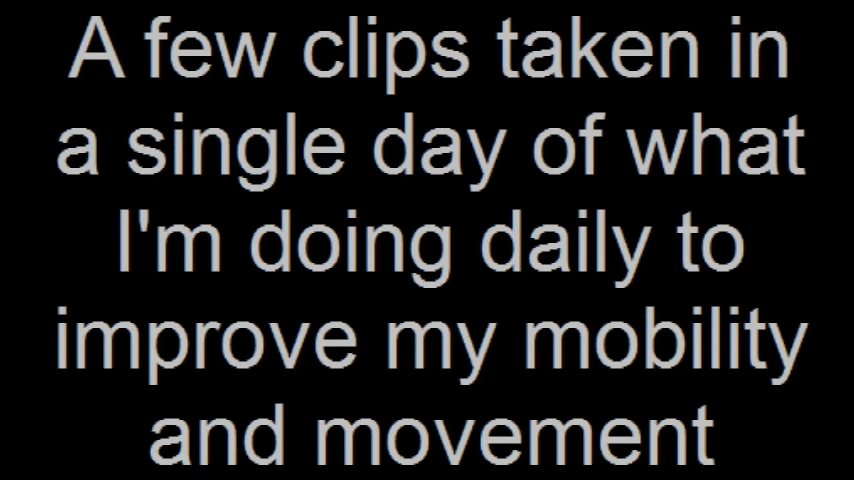 A few clips taken in
a single day of what
I'm doing daily to
improve my mobility
and movement